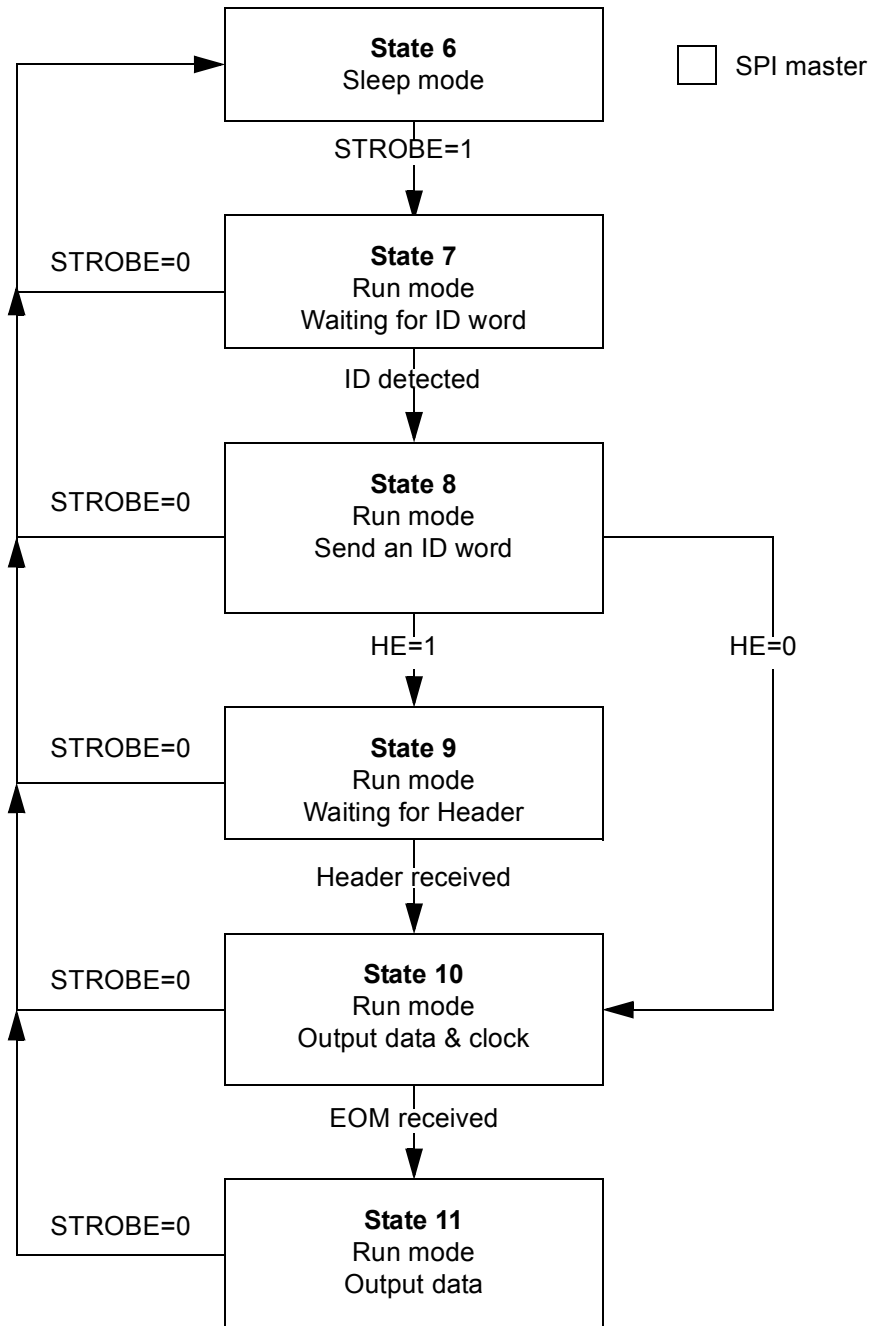 State 6
Sleep mode
SPI master
STROBE=1
State 7
Run mode
Waiting for ID word
STROBE=0
ID detected
State 8
Run mode
Send an ID word
STROBE=0
HE=1
HE=0
State 9
Run mode
Waiting for Header
STROBE=0
Header received
State 10
Run mode
Output data & clock
STROBE=0
EOM received
State 11
Run mode
Output data
STROBE=0